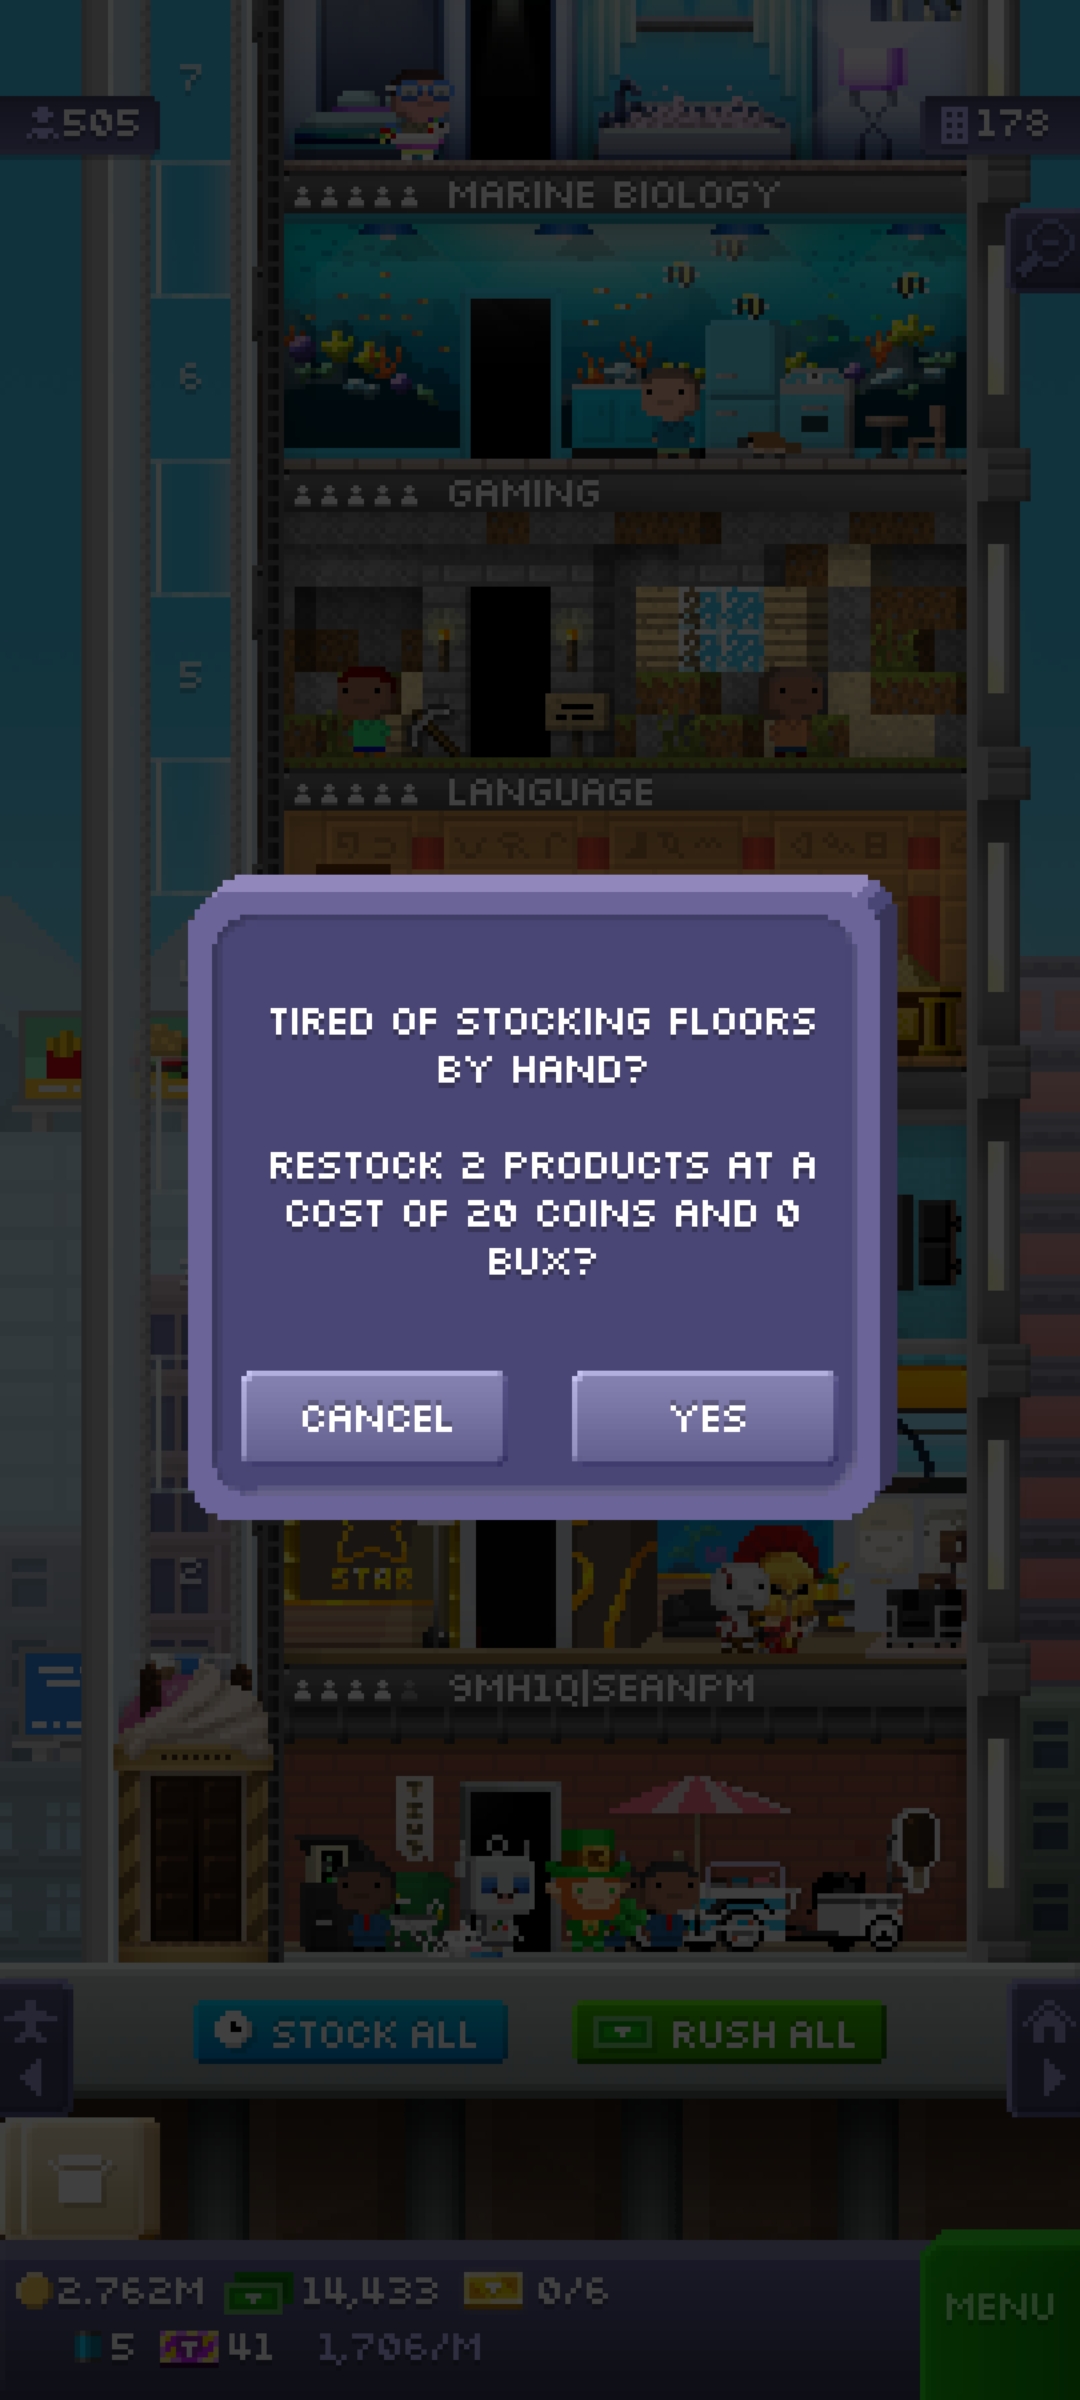 7
505
178
MARINE BIOLOGY
6
GAMING
5
LANGUAGE
TIRED OF STOCKING FLOORS
BY HAND?
RESTOCK 2 PRODUCTS AT A
COST OF 20 COINS AND 0
BUX?
CANCEL
YES
STAR
2
9MH1Q|SEANPM
TINY
STOCK ALL
RUSH ALL
2.762M
14,433
0/6
MENU
5
41
1,706/M